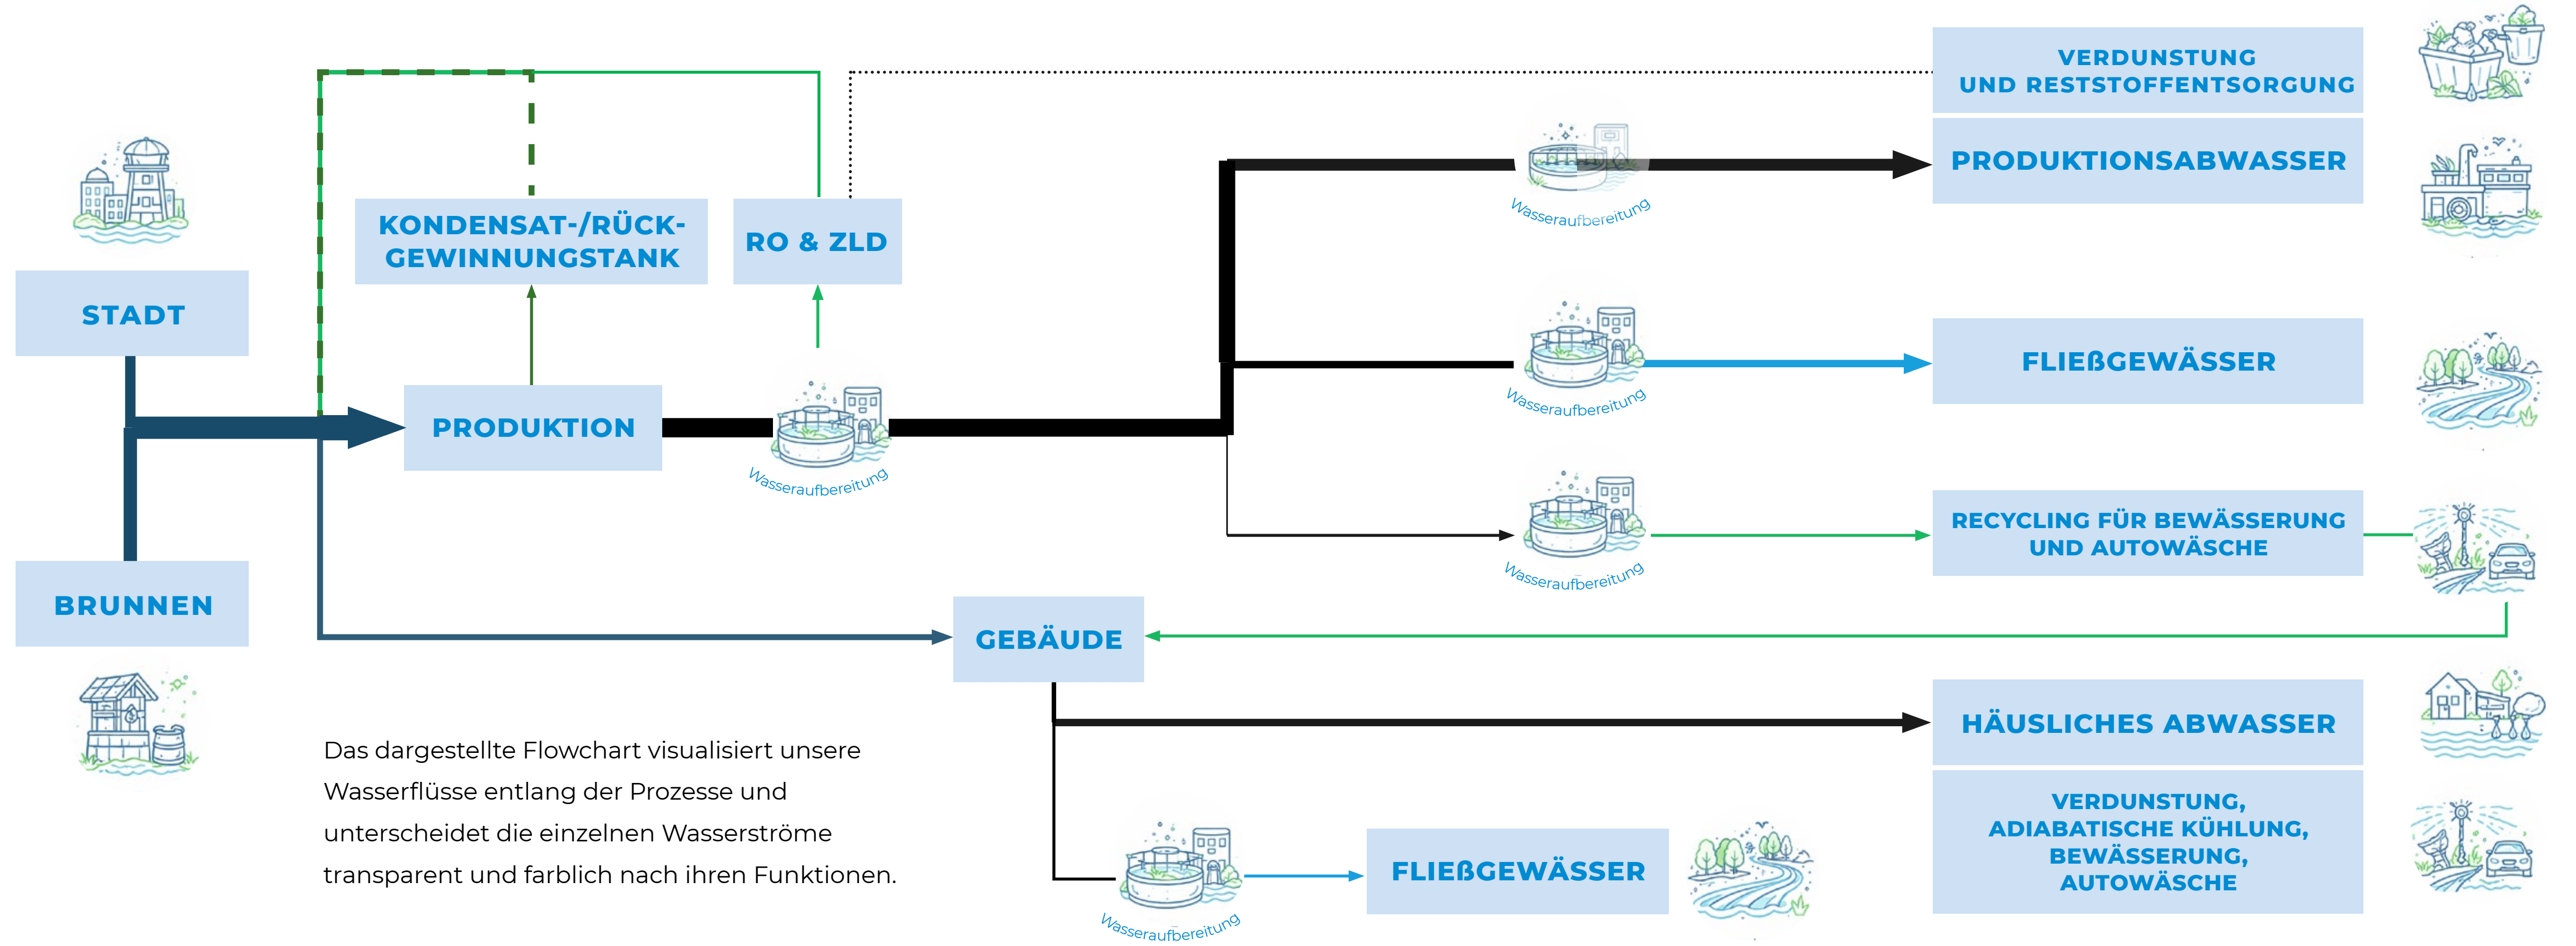 VERDUNSTUNG
UND RESTSTOFFENTSORGUNG
PRODUKTIONSABWASSER
Wasseraufbereitung
KONDENSAT-/RÜCK-
GEWINNUNGSTANK
RO & ZLD
STADT
FLIEßGEWÄSSER
Wasseraufbereitung
PRODUKTION
Wasseraufbereitung
RECYCLING FÜR BEWÄSSERUNG
UND AUTOWÄSCHE
Wasseraufbereitung
BRUNNEN
GEBÄUDE
HÄUSLICHES ABWASSER
Das dargestellte Flowchart visualisiert unsere
Wasserflüsse entlang der Prozesse und
unterscheidet die einzelnen Wasserströme
transparent und farblich nach ihren Funktionen.
VERDUNSTUNG,
ADIABATISCHE KÜHLUNG,
BEWÄSSERUNG,
AUTOWÄSCHE
FLIEßGEWÄSSER
Wasseraufbereitung